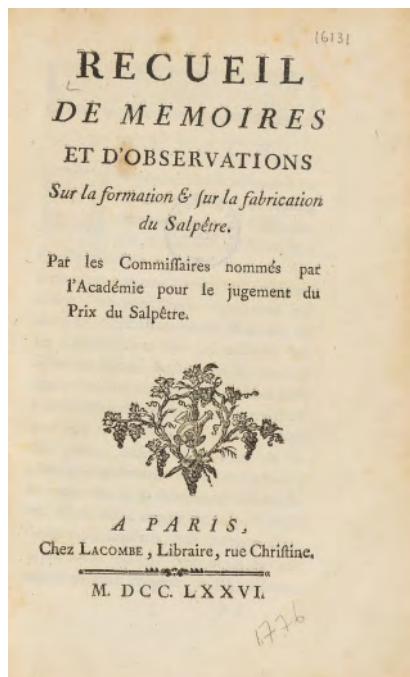 [613]
RECUEIL
DE MEMOIRES
ET D'OBSERVATIONS
Sur la formation & ſur la fabrication
du Salpêtre.
Par les Commiſſaires nommés par
l'Académie pour le jugement du
Prix du Salpêtre.
A PARIS,
Chez LACOMBE, Libraire, rue Chriſtine.
M. DCC. LXXVI.
1776